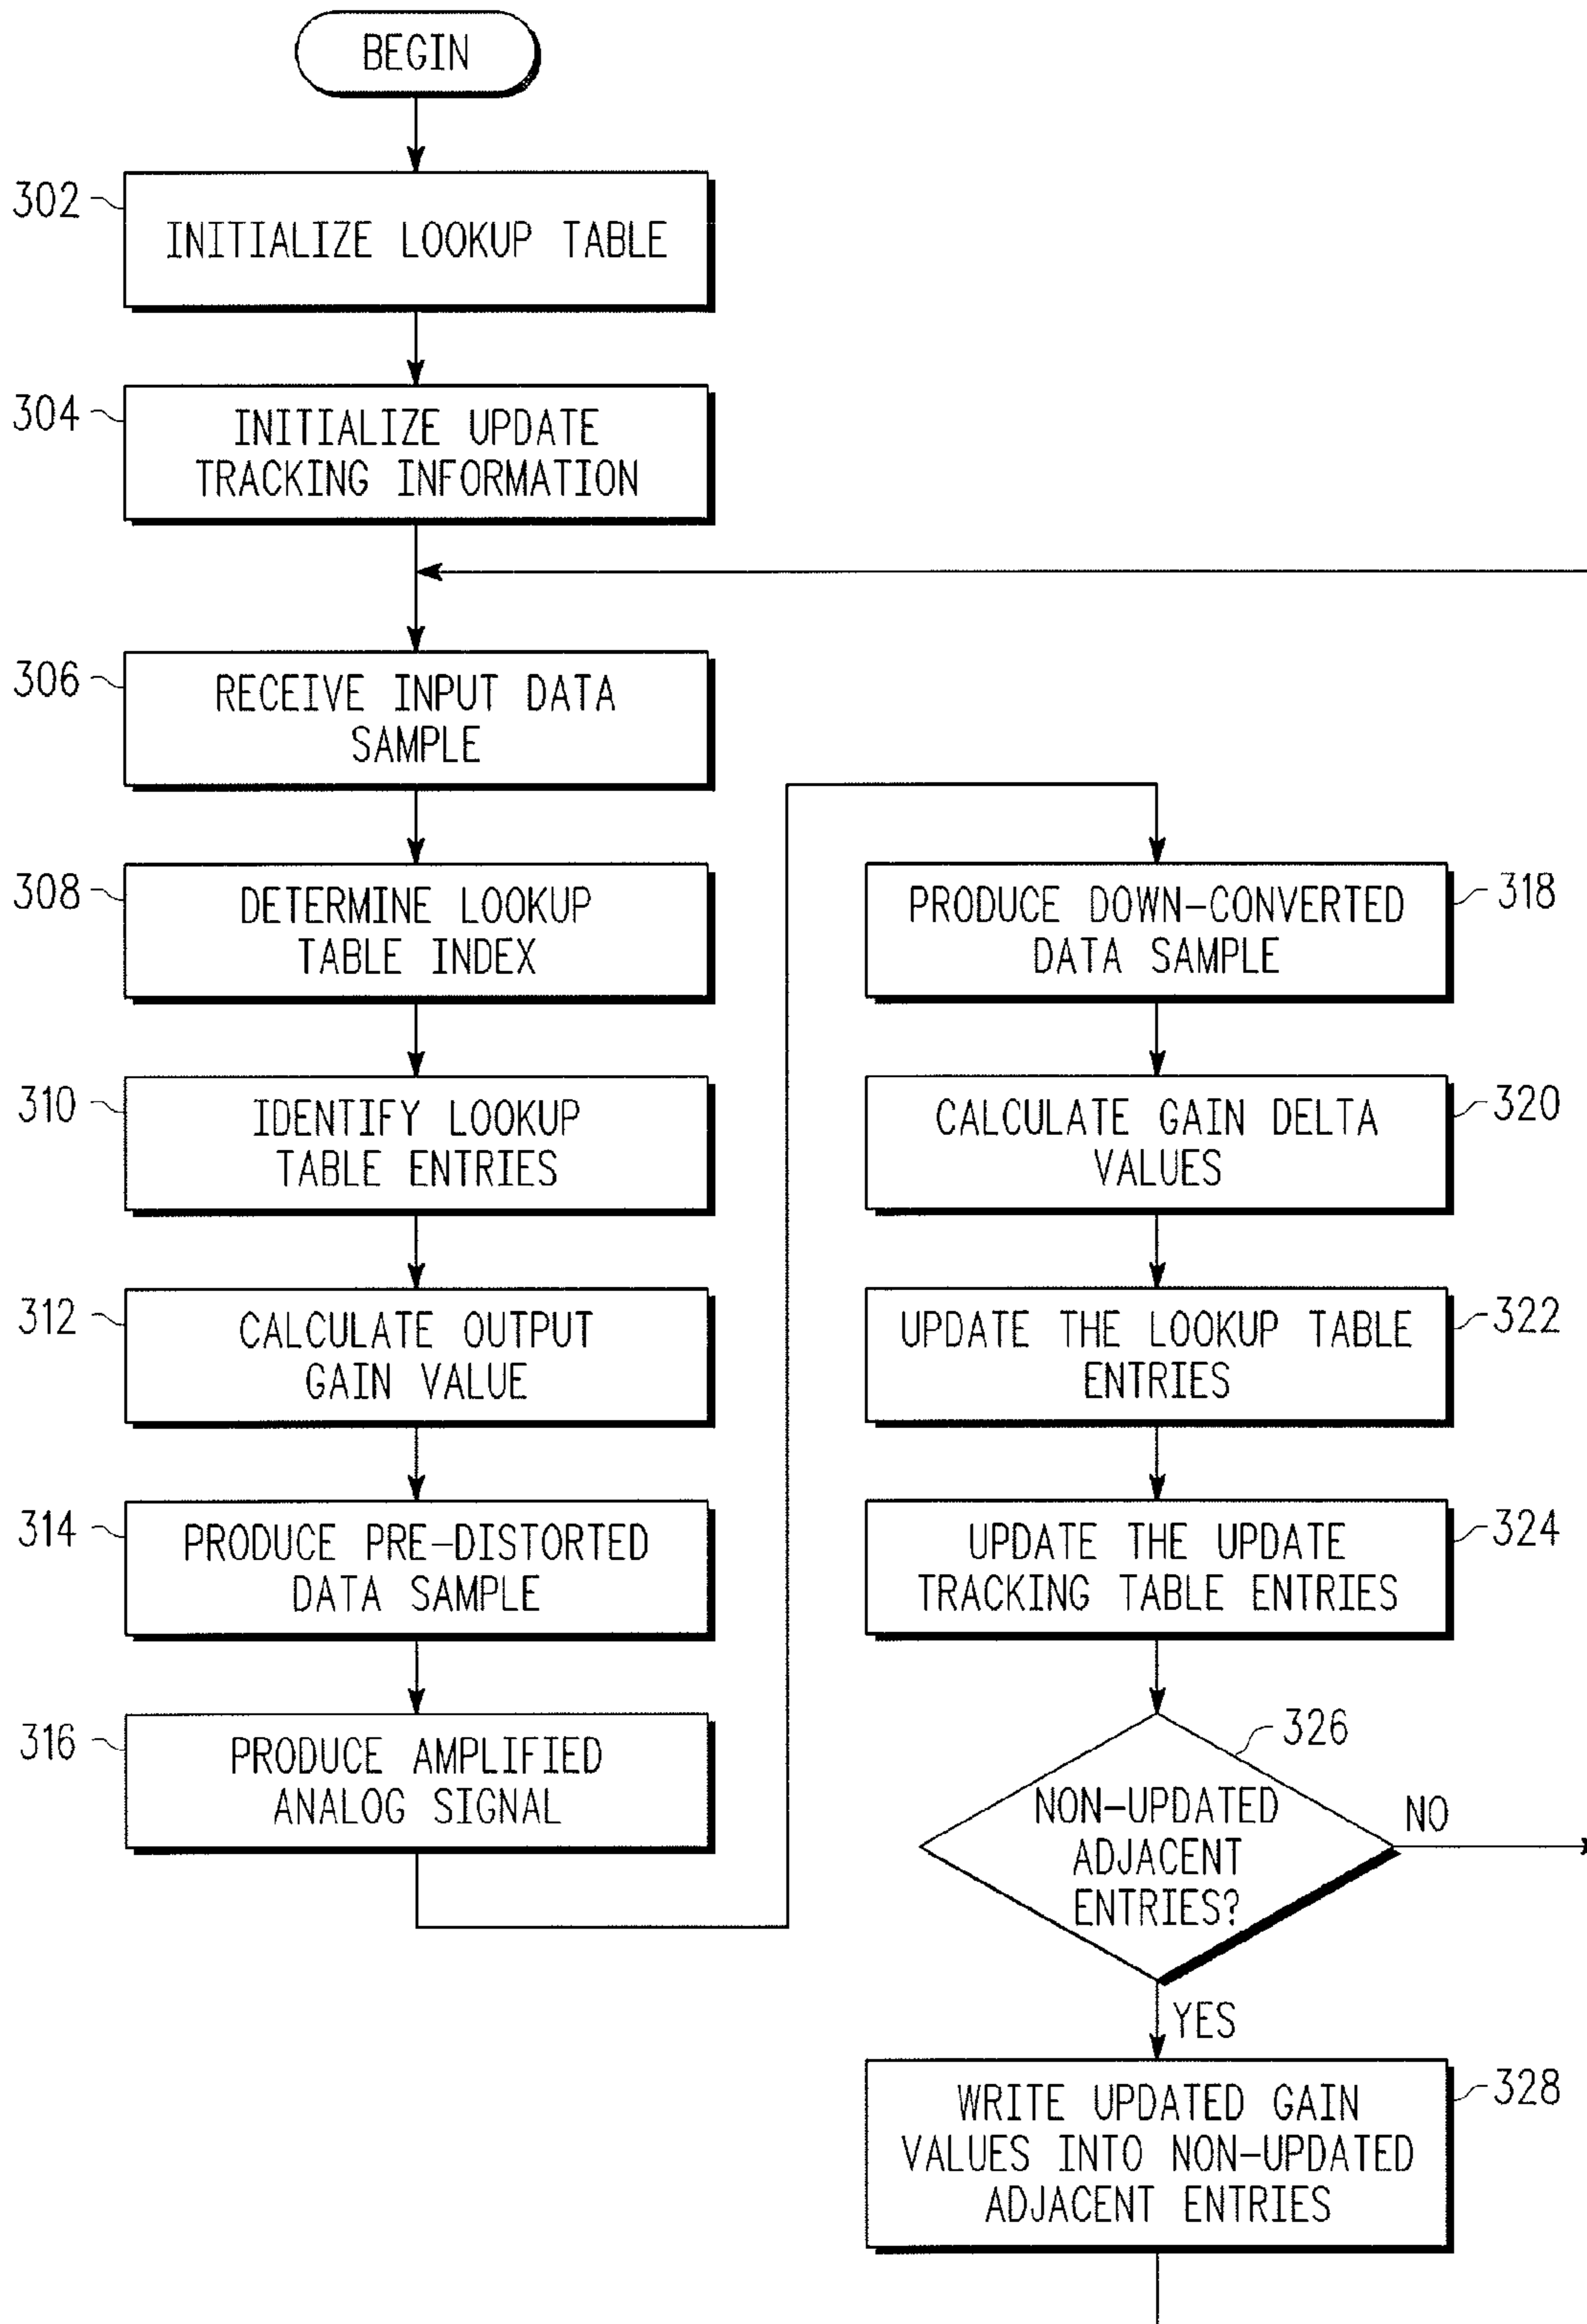 BEGIN
302
INITIALIZE LOOKUP TABLE
304
INITIALIZE UPDATE
TRACKING INFORMATION
306
RECEIVE INPUT DATA
SAMPLE
308
DETERMINE LOOKUP
TABLE INDEX
310
IDENTIFY LOOKUP
TABLE ENTRIES
312
CALCULATE OUTPUT
GAIN VALUE
314
PRODUCE PRE-DISTORTED
DATA SAMPLE
316
PRODUCE AMPLIFIED
ANALOG SIGNAL
PRODUCE DOWN-CONVERTED
DATA SAMPLE
318
CALCULATE GAIN DELTA
VALUES
320
UPDATE THE LOOKUP TABLE
ENTRIES
322
UPDATE THE UPDATE
TRACKING TABLE ENTRIES
324
326
NON-UPDATED
ADJACENT
ENTRIES?
NO
YES
WRITE UPDATED GAIN
VALUES INTO NON-UPDATED
ADJACENT ENTRIES
328